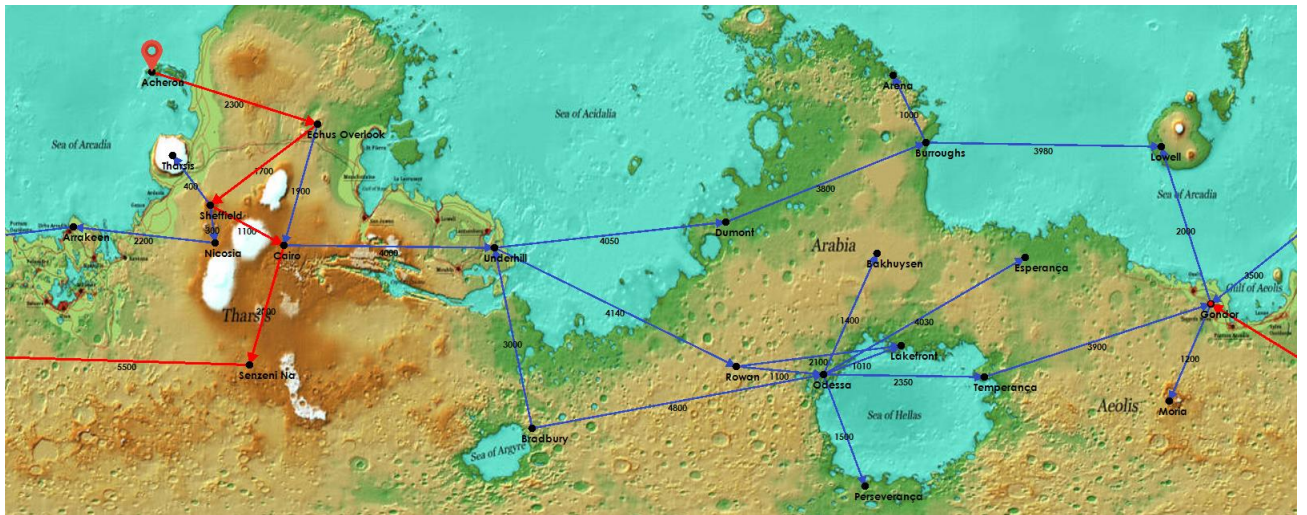 Acheron
2300
Echus Overlook
Sea of Arcadia
Sea of Acidalia
Arena
1000
Burroughs
3980
Lowell
Tharsis
400
1700
1900
Sheffield
300
1100
Nicosia
Cairo
Arrakeen
2200
4000
Underhill
4050
Dumont
3800
Arabia
Bakhuysen
Esperança
Sea of Arcadia
2000
3500
Gulf of Aeolis
Gondor
Lowell
Tharsis
3000
4140
1400
4030
Lakefront
2100
1010
Rowan
1100
Odessa
2350
Temperança
3900
1200
Aeolis
Moria
5500
Senzeni Na
Bradbury
4800
Sea of Argyre
Sea of Hellas
1500
Perseverança